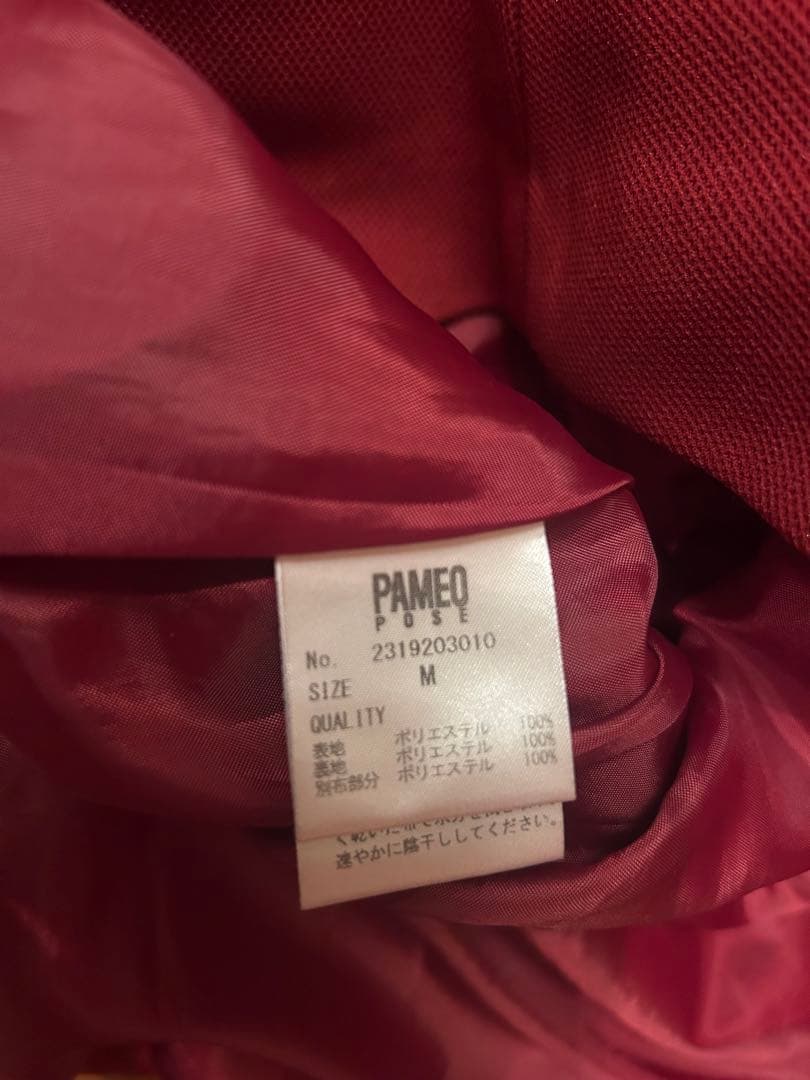 PAMEO
POSE
No. 2319203010
SIZE M
QUALITY
表地 ポリエステル 100%
裏地 ポリエステル 100%
別布部分 ポリエステル 100%
速やかに陰干ししてください。